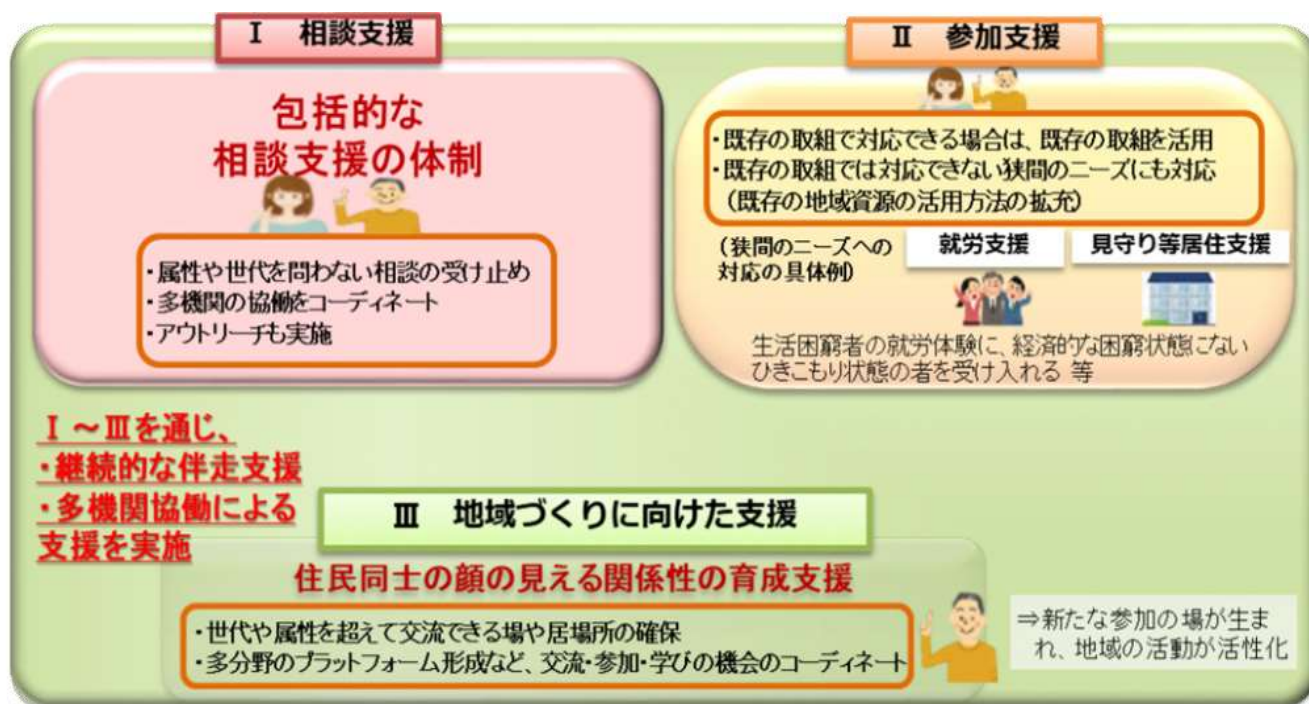 Ⅰ 相談支援
包括的な
相談支援の体制
・属性や世代を問わない相談の受け止め
・多機関の協働をコーディネート
・アウトリーチも実施
Ⅱ 参加支援
・既存の取組で対応できる場合は、既存の取組を活用
・既存の取組では対応できない狭間のニーズにも対応
（既存の地域資源の活用方法の拡充）
（狭間のニーズへの
対応の具体例）
就労支援
見守り等居住支援
生活困窮者の就労体験に、経済的な困窮状態にない
ひきこもり状態の者を受け入れる 等
Ⅰ～Ⅲを通じ、
・継続的な伴走支援
・多機関協働による
支援を実施
Ⅲ 地域づくりに向けた支援
住民同士の顔の見える関係性の育成支援
・世代や属性を超えて交流できる場や居場所の確保
・多分野のプラットフォーム形成など、交流・参加・学びの機会のコーディネート
⇒新たな参加の場が生ま
れ、地域の活動が活性化